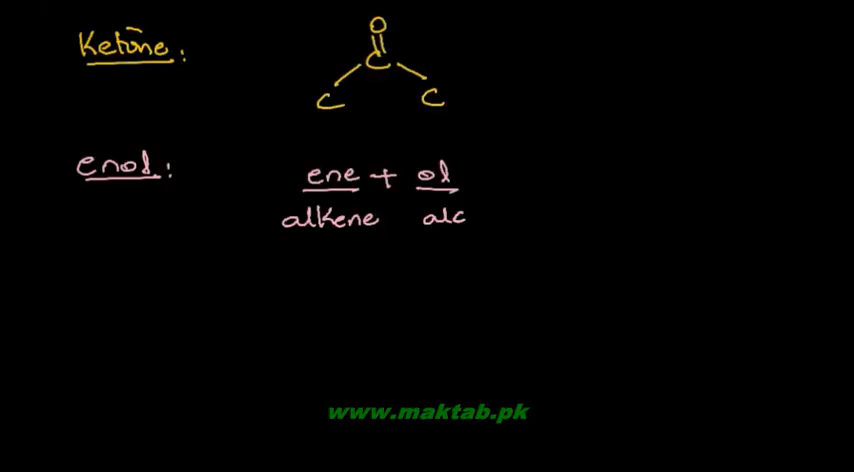 Ketone:
O
C
C C
enol: ene + ol
alkene alc
www.maktab.pk